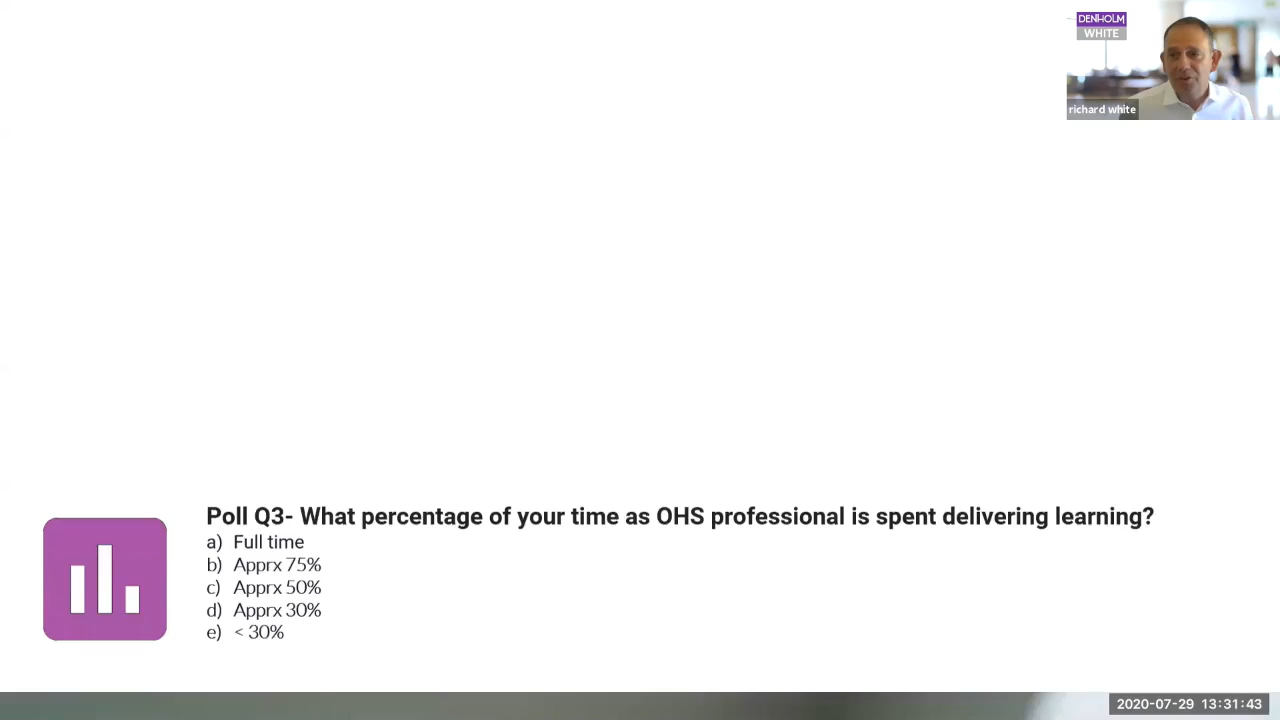 DENHOLM
WHITE
richard white
Poll Q3- What percentage of your time as OHS professional is spent delivering learning?
a) Full time
b) Apprx 75%
c) Apprx 50%
d) Apprx 30%
e) < 30%
2020-07-29 13:31:43